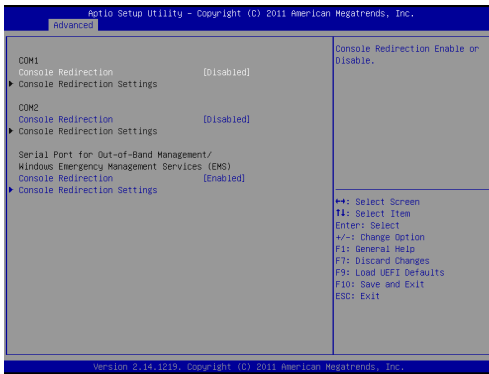 Aptio Setup Utility – Copyright (C) 2011 American Megatrends, Inc.
Advanced
COM1
Console Redirection [Disabled]
▶ Console Redirection Settings
COM2
Console Redirection [Disabled]
▶ Console Redirection Settings
Serial Port for Out-of-Band Management/
Windows Emergency Management Services (EMS)
Console Redirection [Enabled]
▶ Console Redirection Settings
Console Redirection Enable or
Disable.
↔: Select Screen
↑↓: Select Item
Enter: Select
+/-: Change Option
F1: General Help
F7: Discard Changes
F9: Load UEFI Defaults
F10: Save and Exit
ESC: Exit
Version 2.14.1219. Copyright (C) 2011 American Megatrends, Inc.